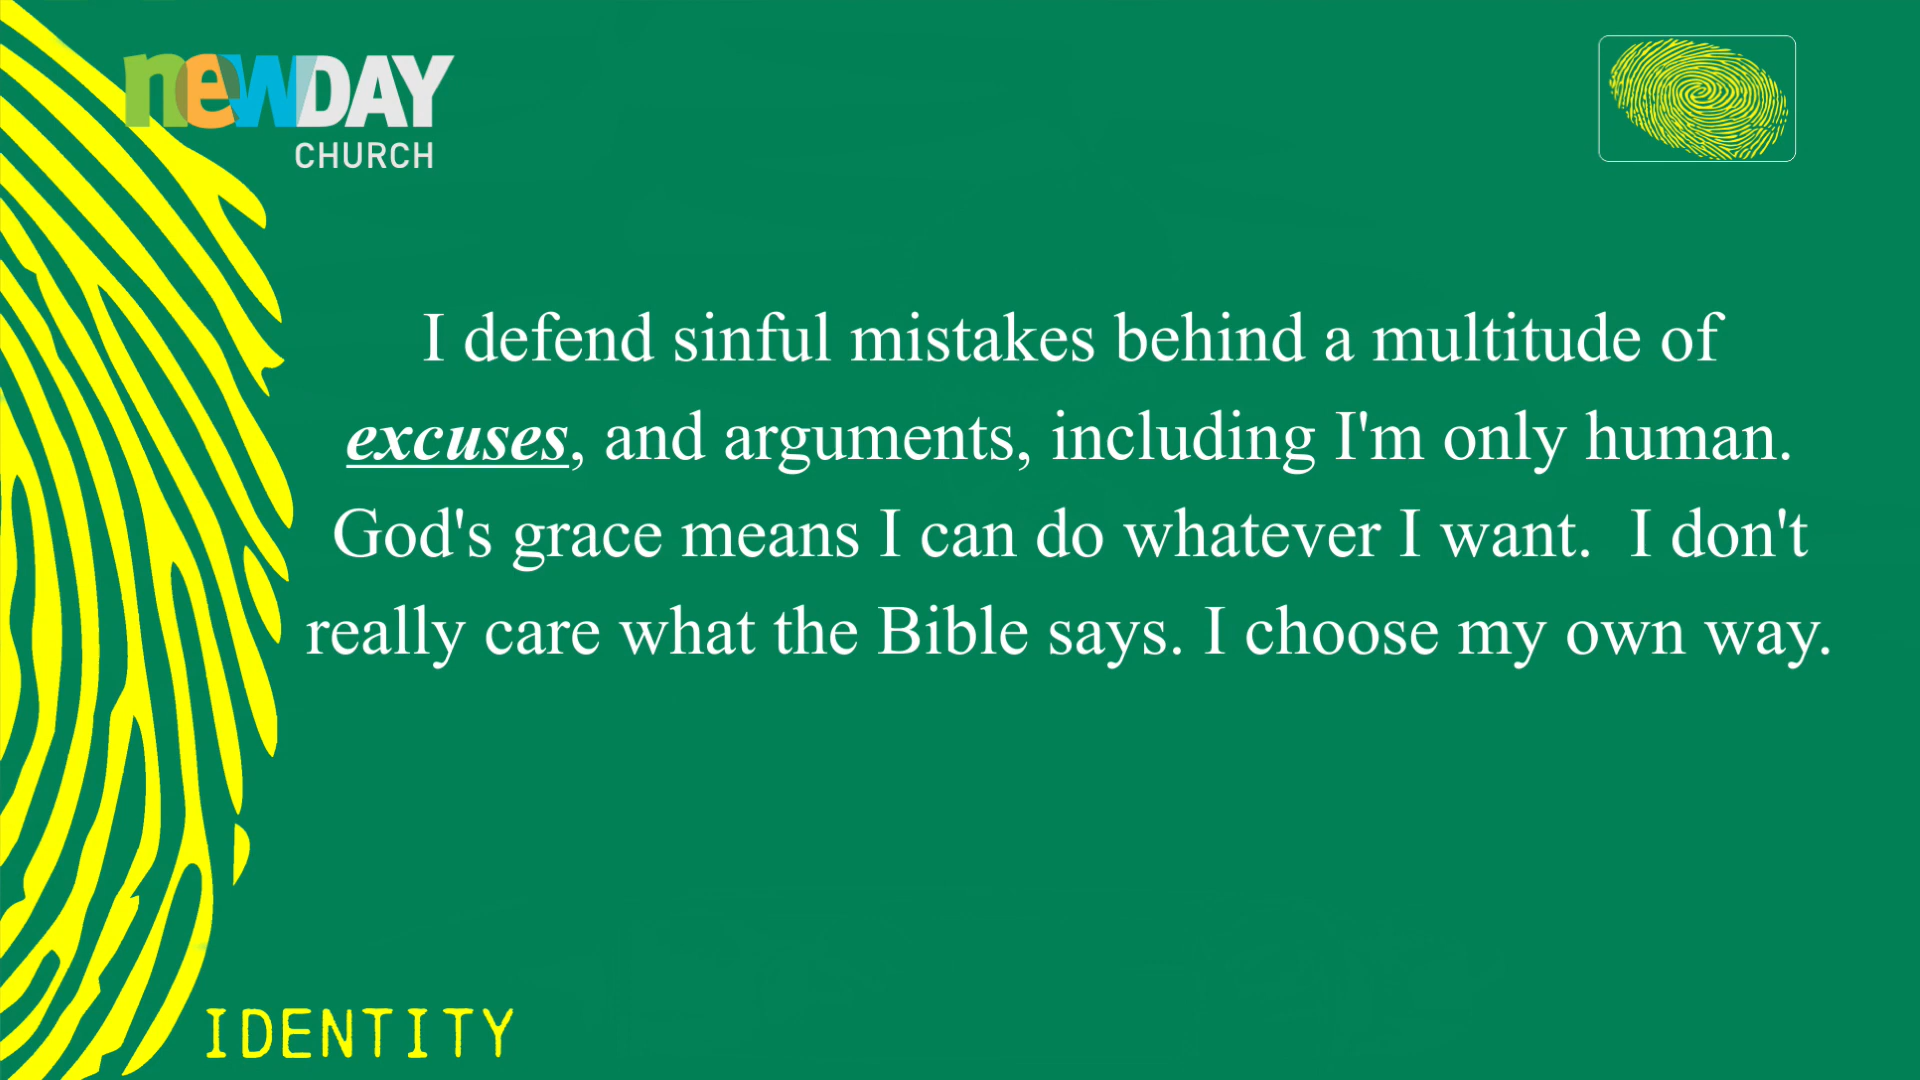 newDAY
CHURCH
I defend sinful mistakes behind a multitude of
excuses, and arguments, including I'm only human.
God's grace means I can do whatever I want.  I don't
really care what the Bible says. I choose my own way.
IDENTITY